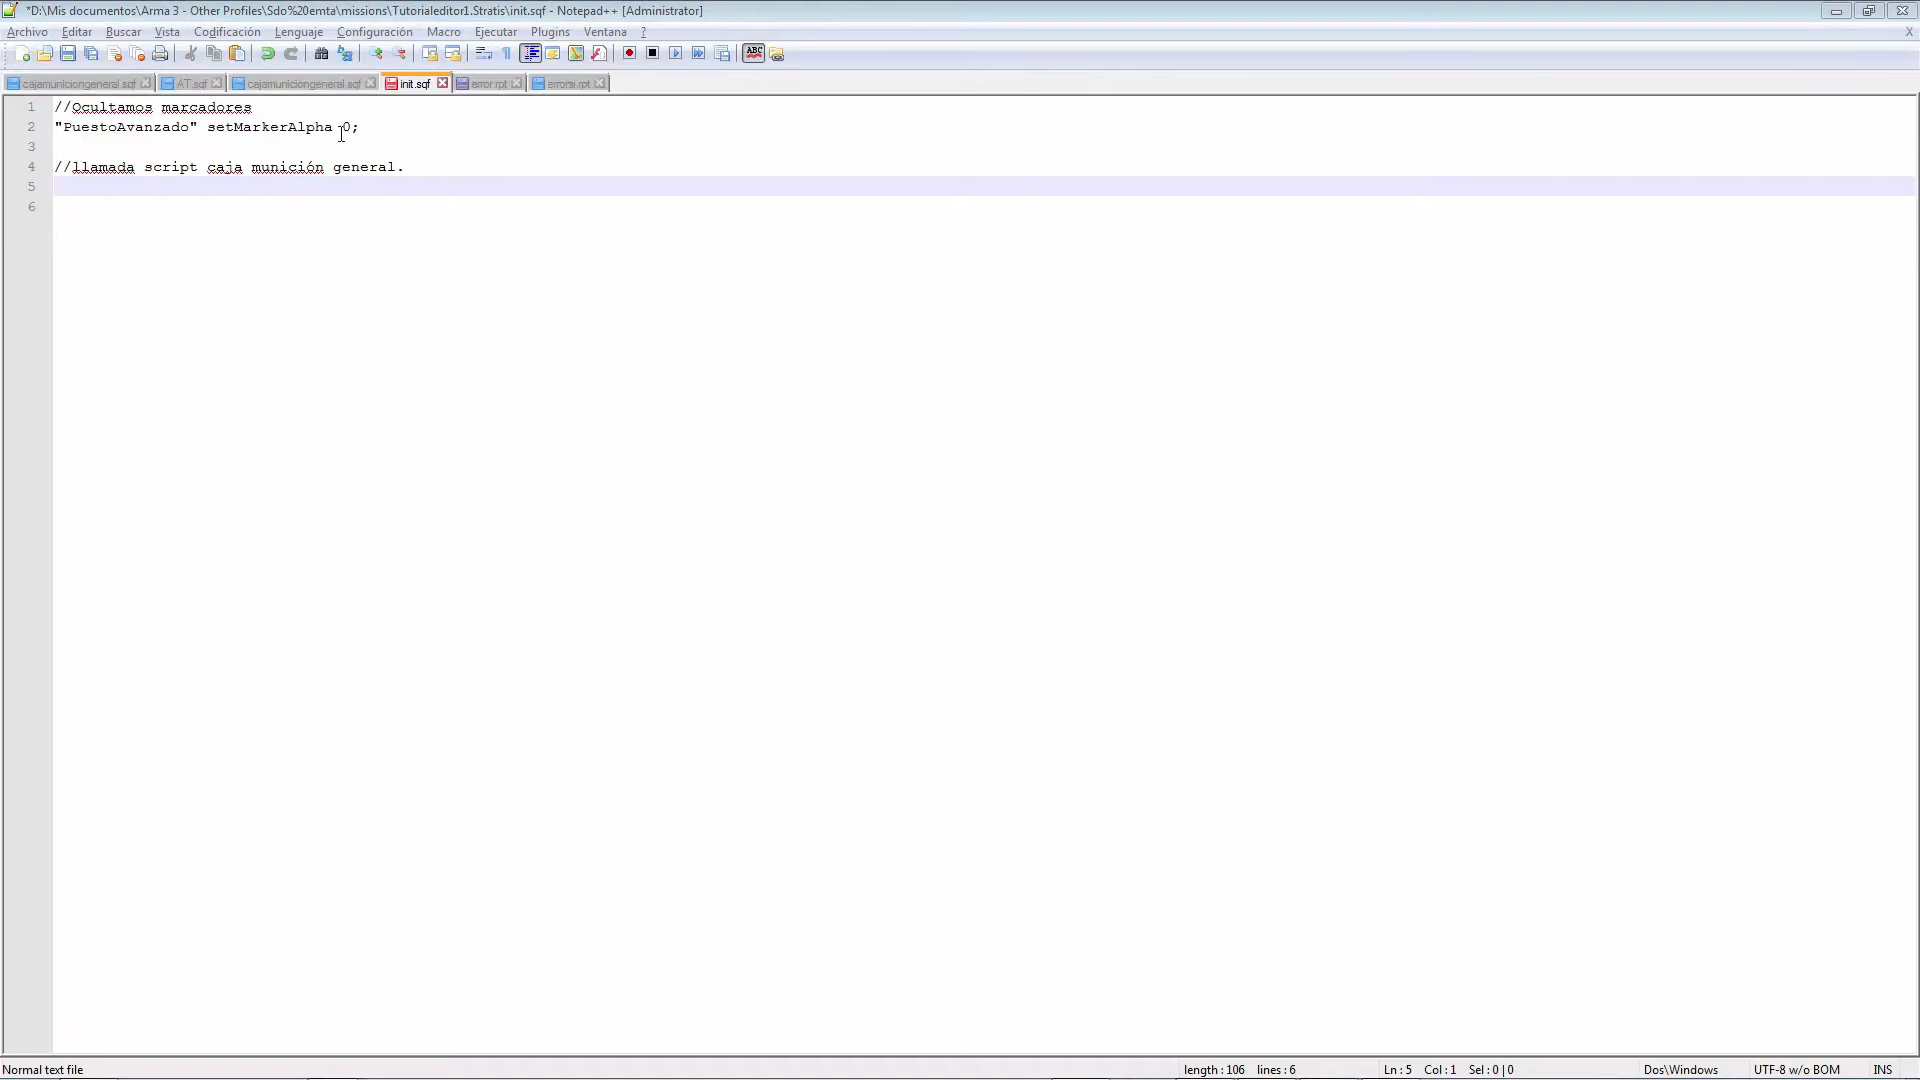 *D:\Mis documentos\Arma 3 - Other Profiles\Sdo%20emta\missions\Tutorialeditor1.Stratis\init.sqf - Notepad++ [Administrator]
Archivo Editar Buscar Vista Codificación Lenguaje Configuración Macro Ejecutar Plugins Ventana ? X
ABC
cajamuniciongeneral.sqf AT.sqf cajamuniciongeneral.sqf init.sqf error.rpt errorsi.rpt
1 //Ocultamos marcadores
2 "PuestoAvanzado" setMarkerAlpha 0;
3
4 //llamada script caja munición general.
5
6
Normal text file length : 106 lines : 6 Ln : 5 Col : 1 Sel : 0 | 0 Dos\Windows UTF-8 w/o BOM INS